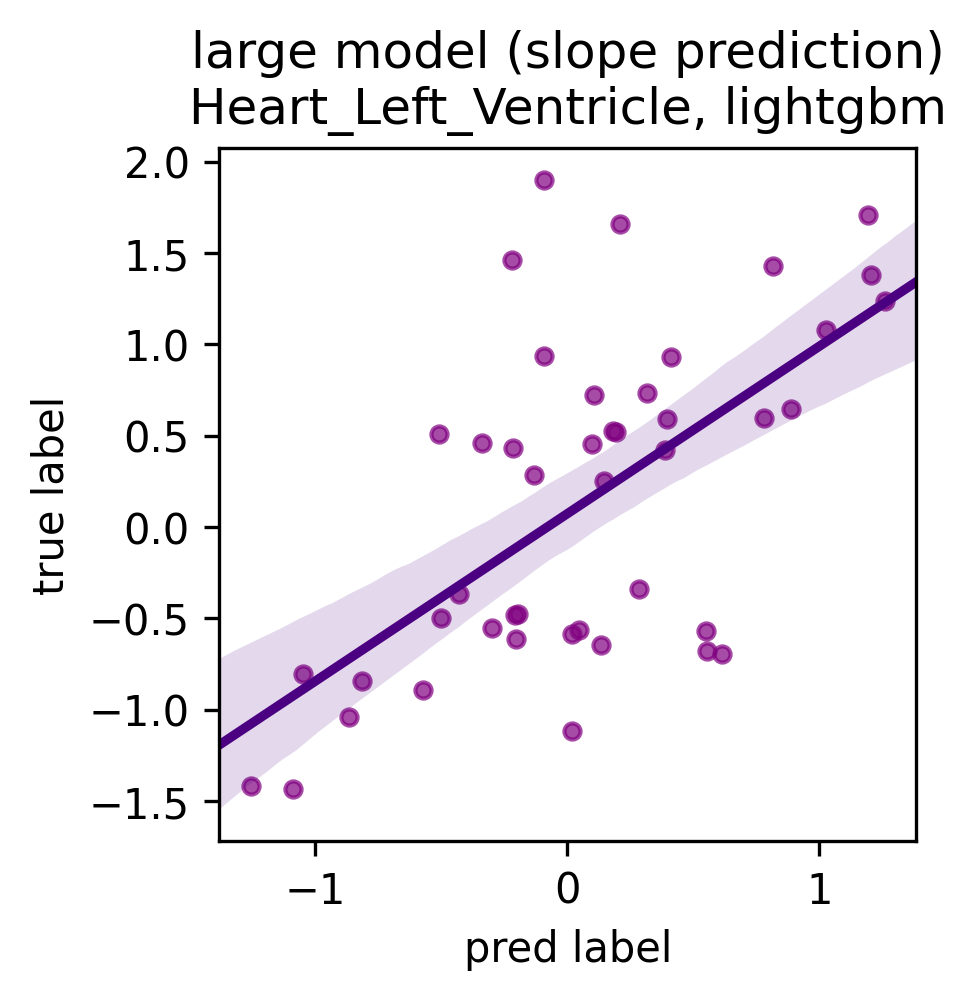 large model (slope prediction)
Heart_Left_Ventricle, lightgbm
2.0
1.5
1.0
0.5
0.0
−0.5
−1.0
−1.5
true label
−1
0
1
pred label